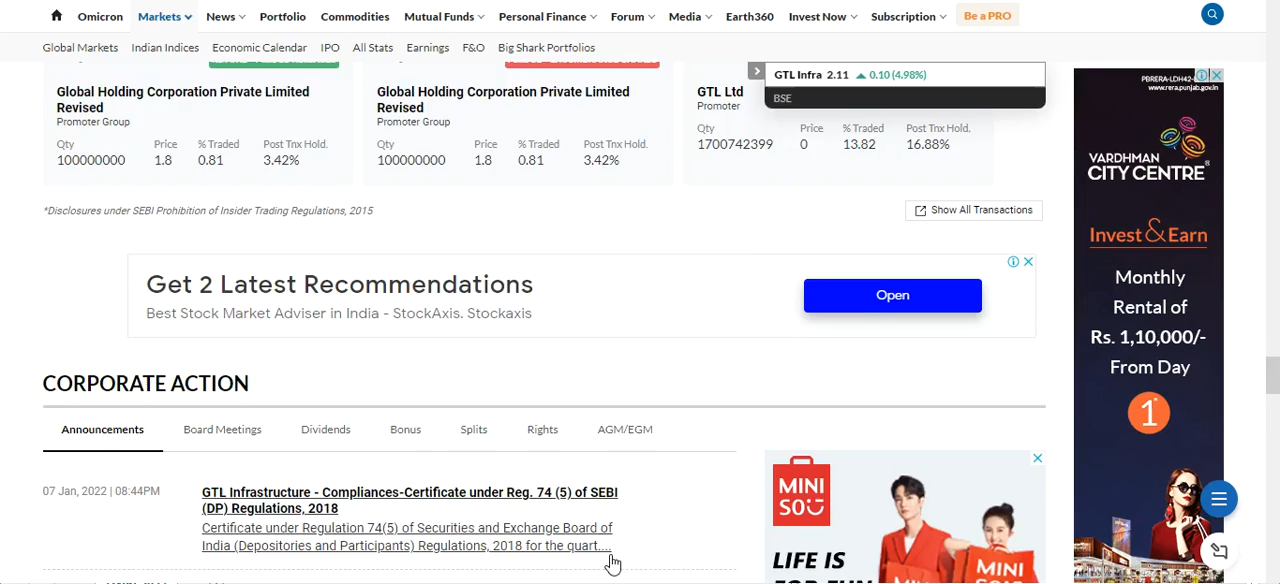 Omicron Markets News Portfolio Commodities Mutual Funds Personal Finance Forum Media Earth360 Invest Now Subscription Be a PRO
Global Markets Indian Indices Economic Calendar IPO All Stats Earnings F&O Big Shark Portfolios
GTL Infra 2.11 0.10 (4.98%)
BSE
Global Holding Corporation Private Limited
Revised
Promoter Group
Qty Price % Traded Post Tnx Hold.
100000000 1.8 0.81 3.42%
Global Holding Corporation Private Limited
Revised
Promoter Group
Qty Price % Traded Post Tnx Hold.
100000000 1.8 0.81 3.42%
GTL Ltd
Promoter
Qty Price % Traded Post Tnx Hold.
1700742399 0 13.82 16.88%
*Disclosures under SEBI Prohibition of Insider Trading Regulations, 2015
Show All Transactions
Get 2 Latest Recommendations
Best Stock Market Adviser in India - StockAxis. Stockaxis
Open
CORPORATE ACTION
Announcements Board Meetings Dividends Bonus Splits Rights AGM/EGM
07 Jan, 2022 | 08:44PM
GTL Infrastructure - Compliances-Certificate under Reg. 74 (5) of SEBI
(DP) Regulations, 2018
Certificate under Regulation 74(5) of Securities and Exchange Board of
India (Depositories and Participants) Regulations, 2018 for the quart....
MINI
SO
LIFE IS
MINI
PBRERA-LDH42-
www.rera.punjab.gov.in
VARDHMAN
CITY CENTRE®
Invest & Earn
Monthly
Rental of
Rs. 1,10,000/-
From Day
1